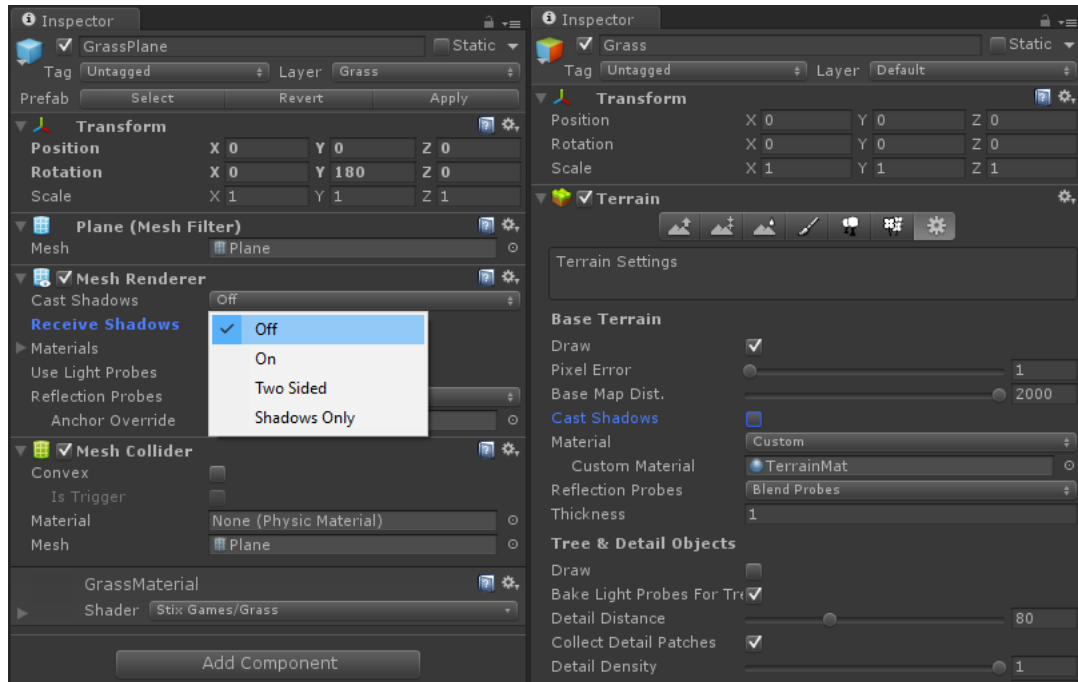 Inspector
GrassPlane Static
Tag Untagged Layer Grass
Prefab Select Revert Apply
Transform
Position X 0 Y 0 Z 0
Rotation X 0 Y 180 Z 0
Scale X 1 Y 1 Z 1
Plane (Mesh Filter)
Mesh Plane
Mesh Renderer
Cast Shadows Off
Receive Shadows
Off
Materials
On
Use Light Probes
Two Sided
Reflection Probes
Shadows Only
Anchor Override
Mesh Collider
Convex
Is Trigger
Material None (Physic Material)
Mesh Plane
GrassMaterial
Shader Stix Games/Grass
Add Component
Inspector
Grass Static
Tag Untagged Layer Default
Transform
Position X 0 Y 0 Z 0
Rotation X 0 Y 0 Z 0
Scale X 1 Y 1 Z 1
Terrain
Terrain Settings
Base Terrain
Draw
Pixel Error 1
Base Map Dist. 2000
Cast Shadows
Material Custom
Custom Material TerrainMat
Reflection Probes Blend Probes
Thickness 1
Tree & Detail Objects
Draw
Bake Light Probes For Tre
Detail Distance 80
Collect Detail Patches
Detail Density 1